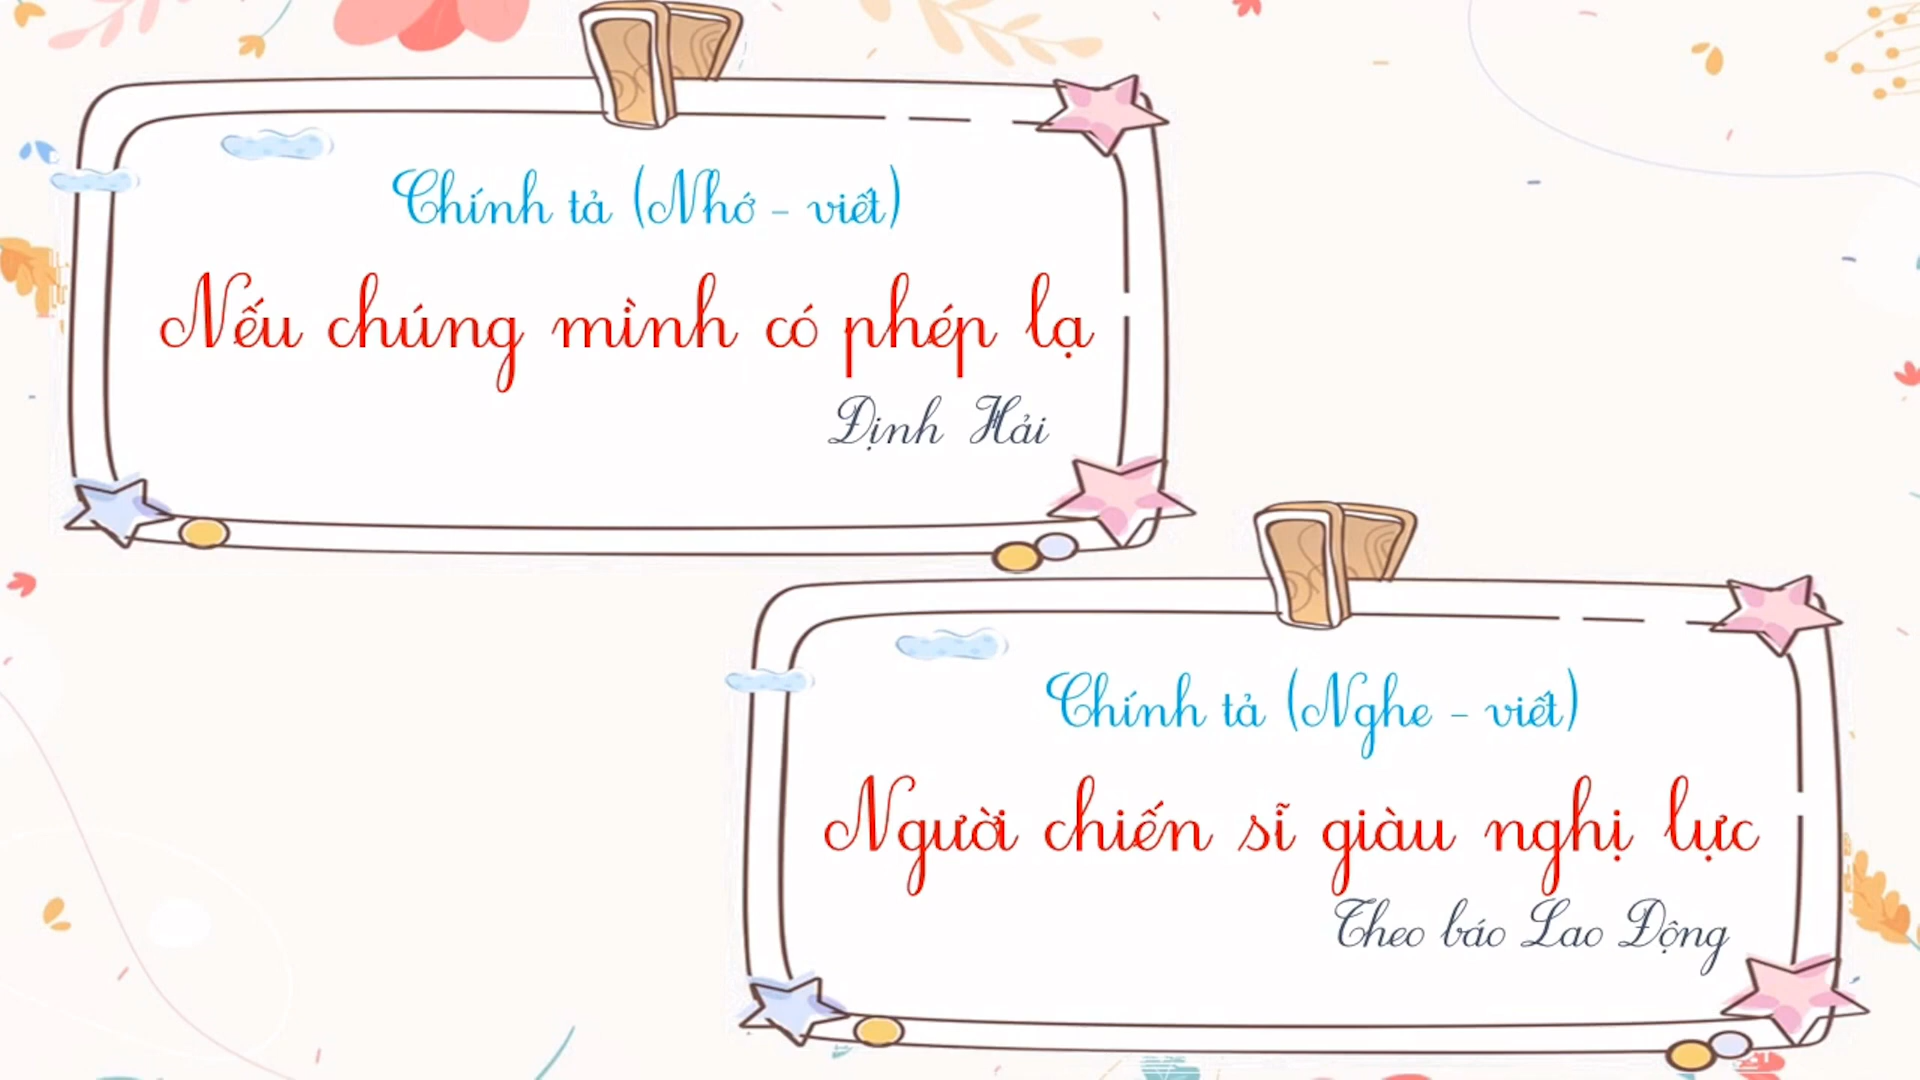 Chính tả (Nhớ - viết)
Nếu chúng mình có phép lạ
Định Hải
Chính tả (Nghe - viết)
Người chiến sĩ giàu nghị lực
Theo báo Lao Động